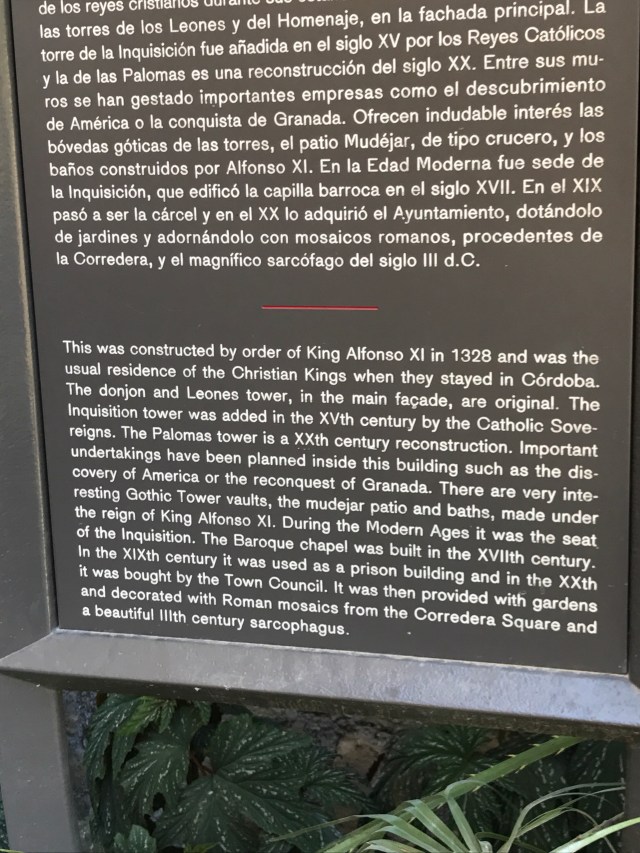 de los reyes cristianos durante sus
las torres de los Leones y del Homenaje, en la fachada principal. La
torre de la Inquisición fue añadida en el siglo XV por los Reyes Católicos
y la de las Palomas es una reconstrucción del siglo XX. Entre sus mu-
ros se han gestado importantes empresas como el descubrimiento
de América o la conquista de Granada. Ofrecen indudable interés las
bóvedas góticas de las torres, el patio Mudéjar, de tipo crucero, y los
baños construidos por Alfonso XI. En la Edad Moderna fue sede de
la Inquisición, que edificó la capilla barroca en el siglo XVII. En el XIX
pasó a ser la cárcel y en el XX lo adquirió el Ayuntamiento, dotándolo
de jardines y adornándolo con mosaicos romanos, procedentes de
la Corredera, y el magnífico sarcófago del siglo III d.C.
This was constructed by order of King Alfonso XI in 1328 and was the
usual residence of the Christian Kings when they stayed in Córdoba.
The donjon and Leones tower, in the main façade, are original. The
Inquisition tower was added in the XVth century by the Catholic Sove-
reigns. The Palomas tower is a XXth century reconstruction. Important
undertakings have been planned inside this building such as the dis-
covery of America or the reconquest of Granada. There are very inte-
resting Gothic Tower vaults, the mudejar patio and baths, made under
the reign of King Alfonso XI. During the Modern Ages it was the seat
of the Inquisition. The Baroque chapel was built in the XVIIth century.
In the XIXth century it was used as a prison building and in the XXth
it was bought by the Town Council. It was then provided with gardens
and decorated with Roman mosaics from the Corredera Square and
a beautiful IIIth century sarcophagus.